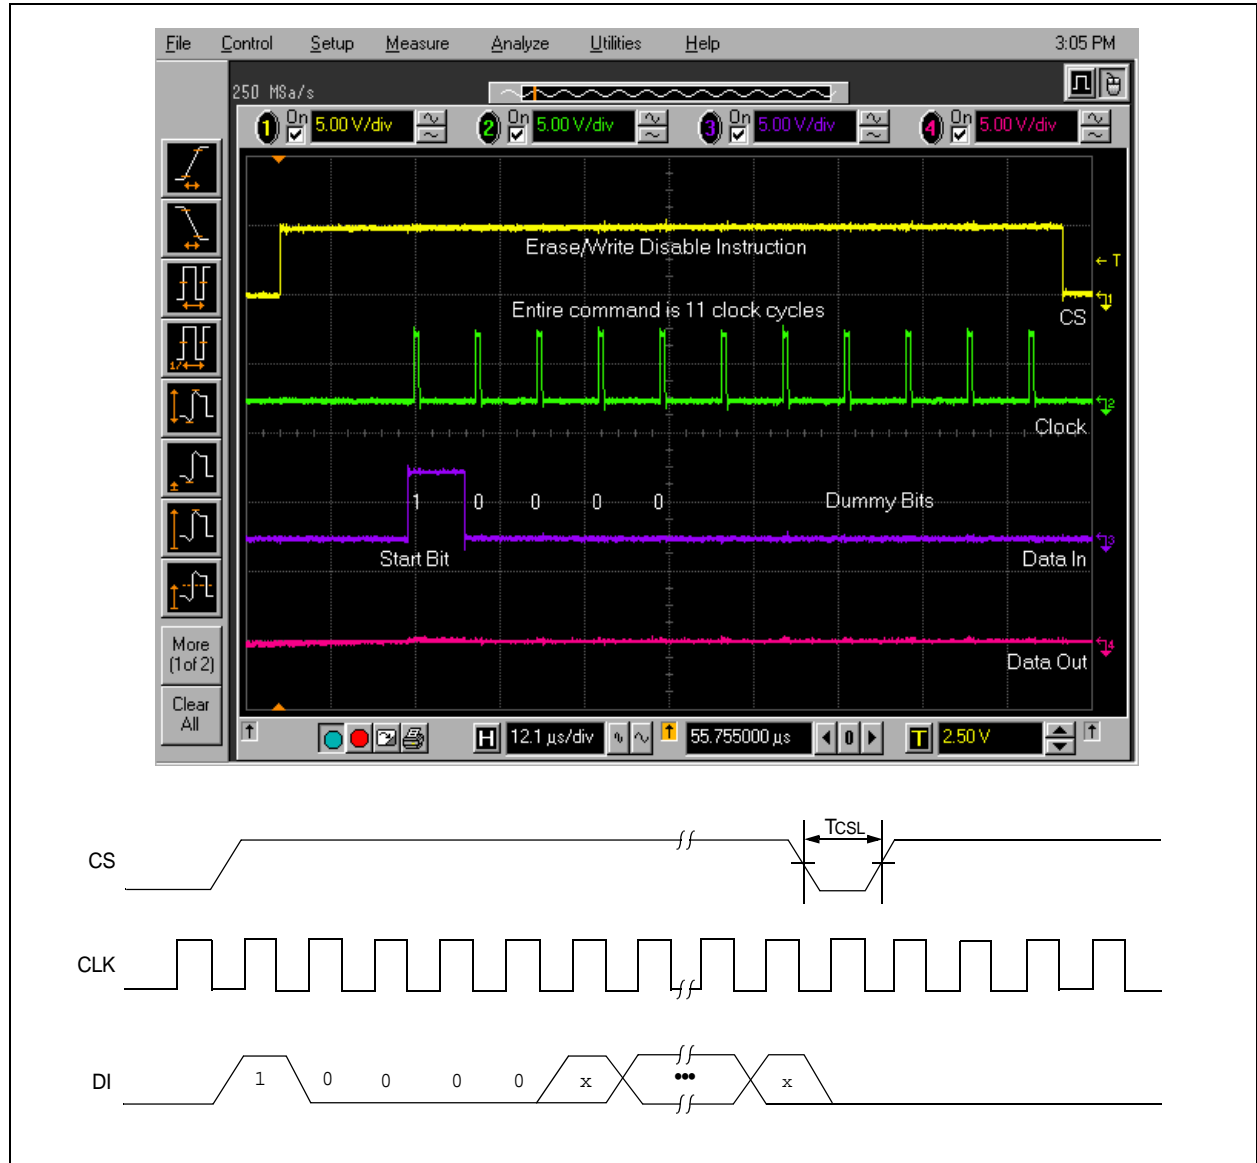 File Control Setup Measure Analyze Utilities Help 3:05 PM
250 MSa/s
1 On 5.00 V/div 2 On 5.00 V/div 3 On 5.00 V/div 4 On 5.00 V/div
Erase/Write Disable Instruction
← T
1
Entire command is 11 clock cycles
CS
2
Clock
1 0 0 0 0 Dummy Bits
3
Start Bit
Data In
4
Data Out
More
(1 of 2)
Clear
All
H 12.1 µs/div 55.755000 µs 0 T 2.50 V
TCSL
CS
CLK
DI 1 0 0 0 0 x ••• x